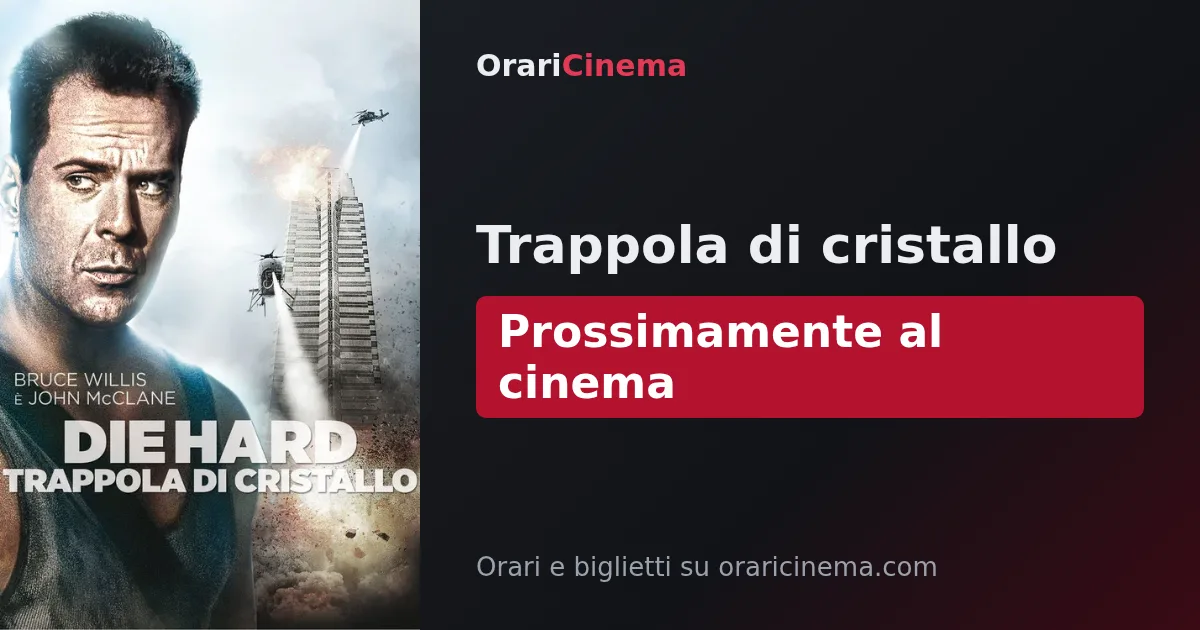 BRUCE WILLIS
È JOHN McCLANE
DIE HARD
TRAPPOLA DI CRISTALLO
OrariCinema
Trappola di cristallo
Prossimamente al
cinema
Orari e biglietti su oraricinema.com